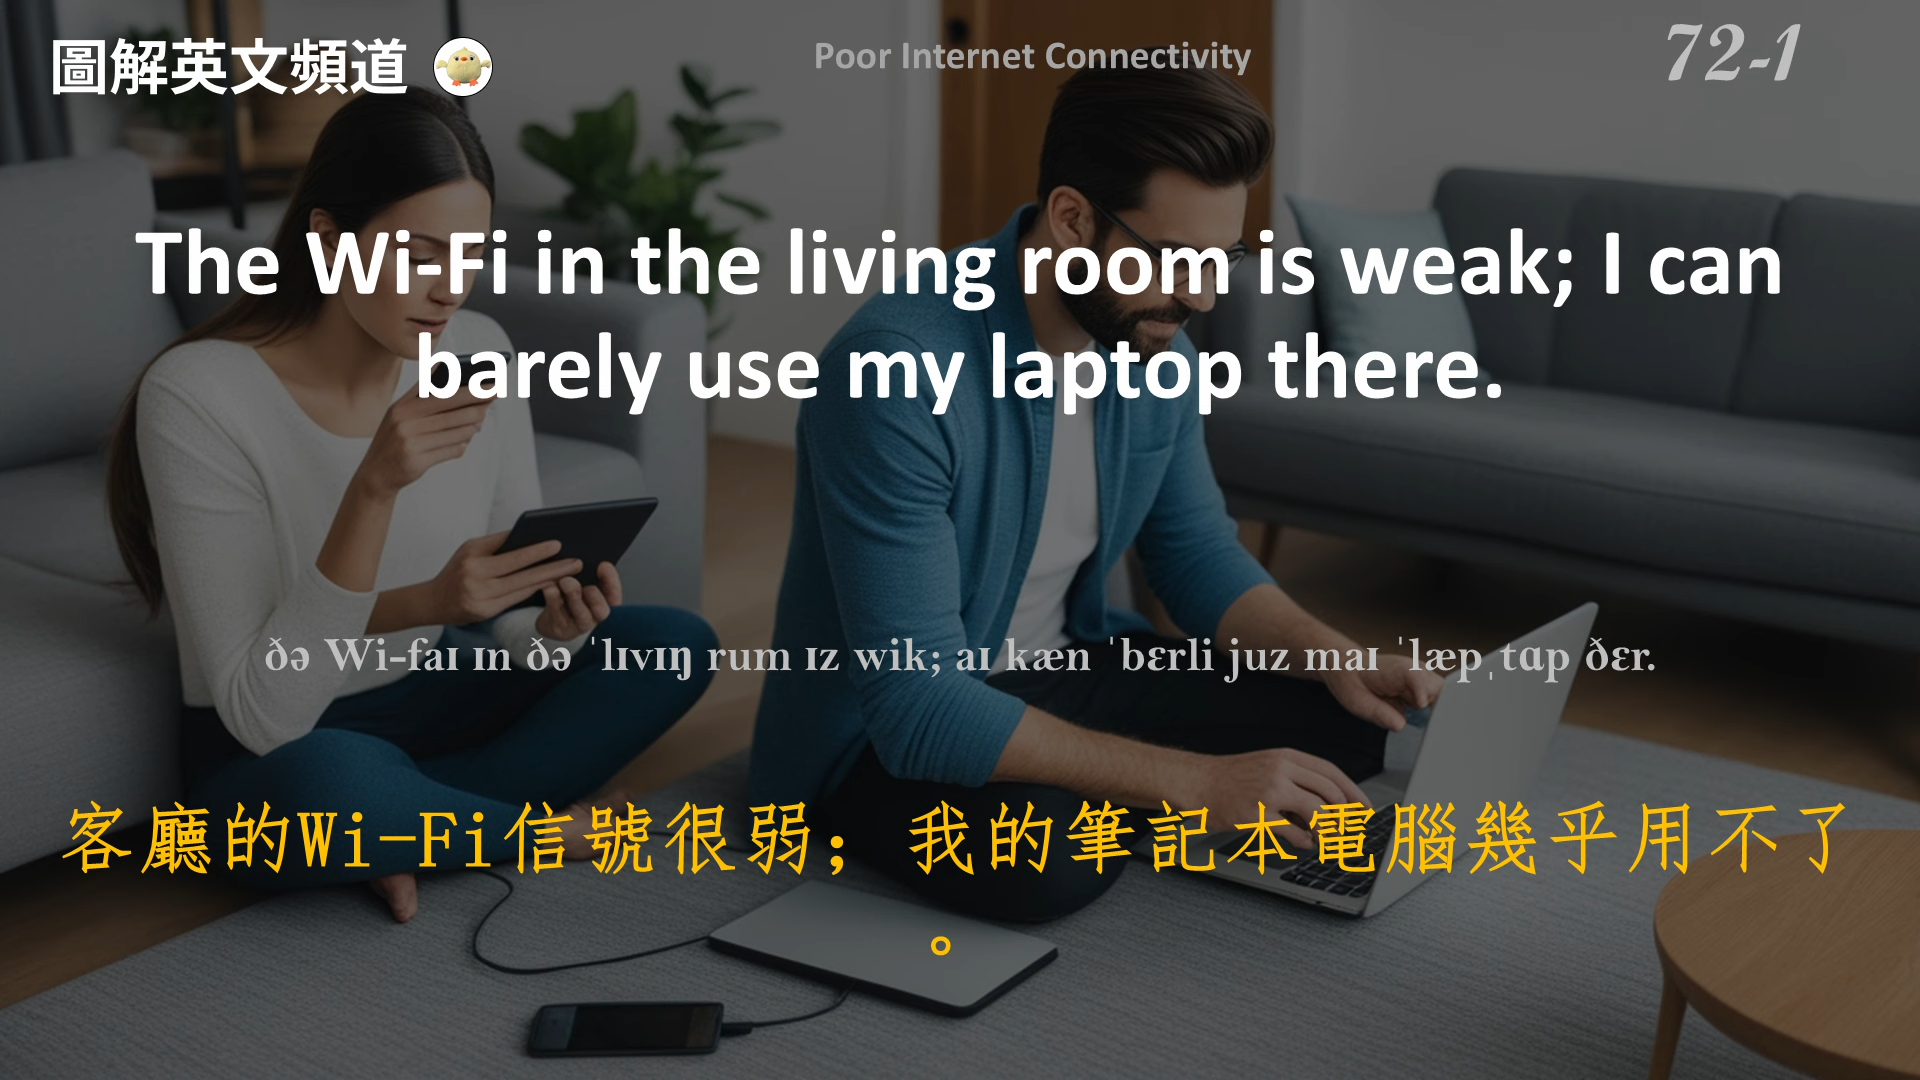 圖解英文頻道
Poor Internet Connectivity
72-1
The Wi-Fi in the living room is weak; I can
barely use my laptop there.
ðə Wi-faɪ ɪn ðə ˈlɪvɪŋ rum ɪz wik; aɪ kæn ˈbɛrli juz maɪ ˈlæpˌtɑp ðɛr.
客廳的Wi-Fi信號很弱；我的筆記本電腦幾乎用不了
。